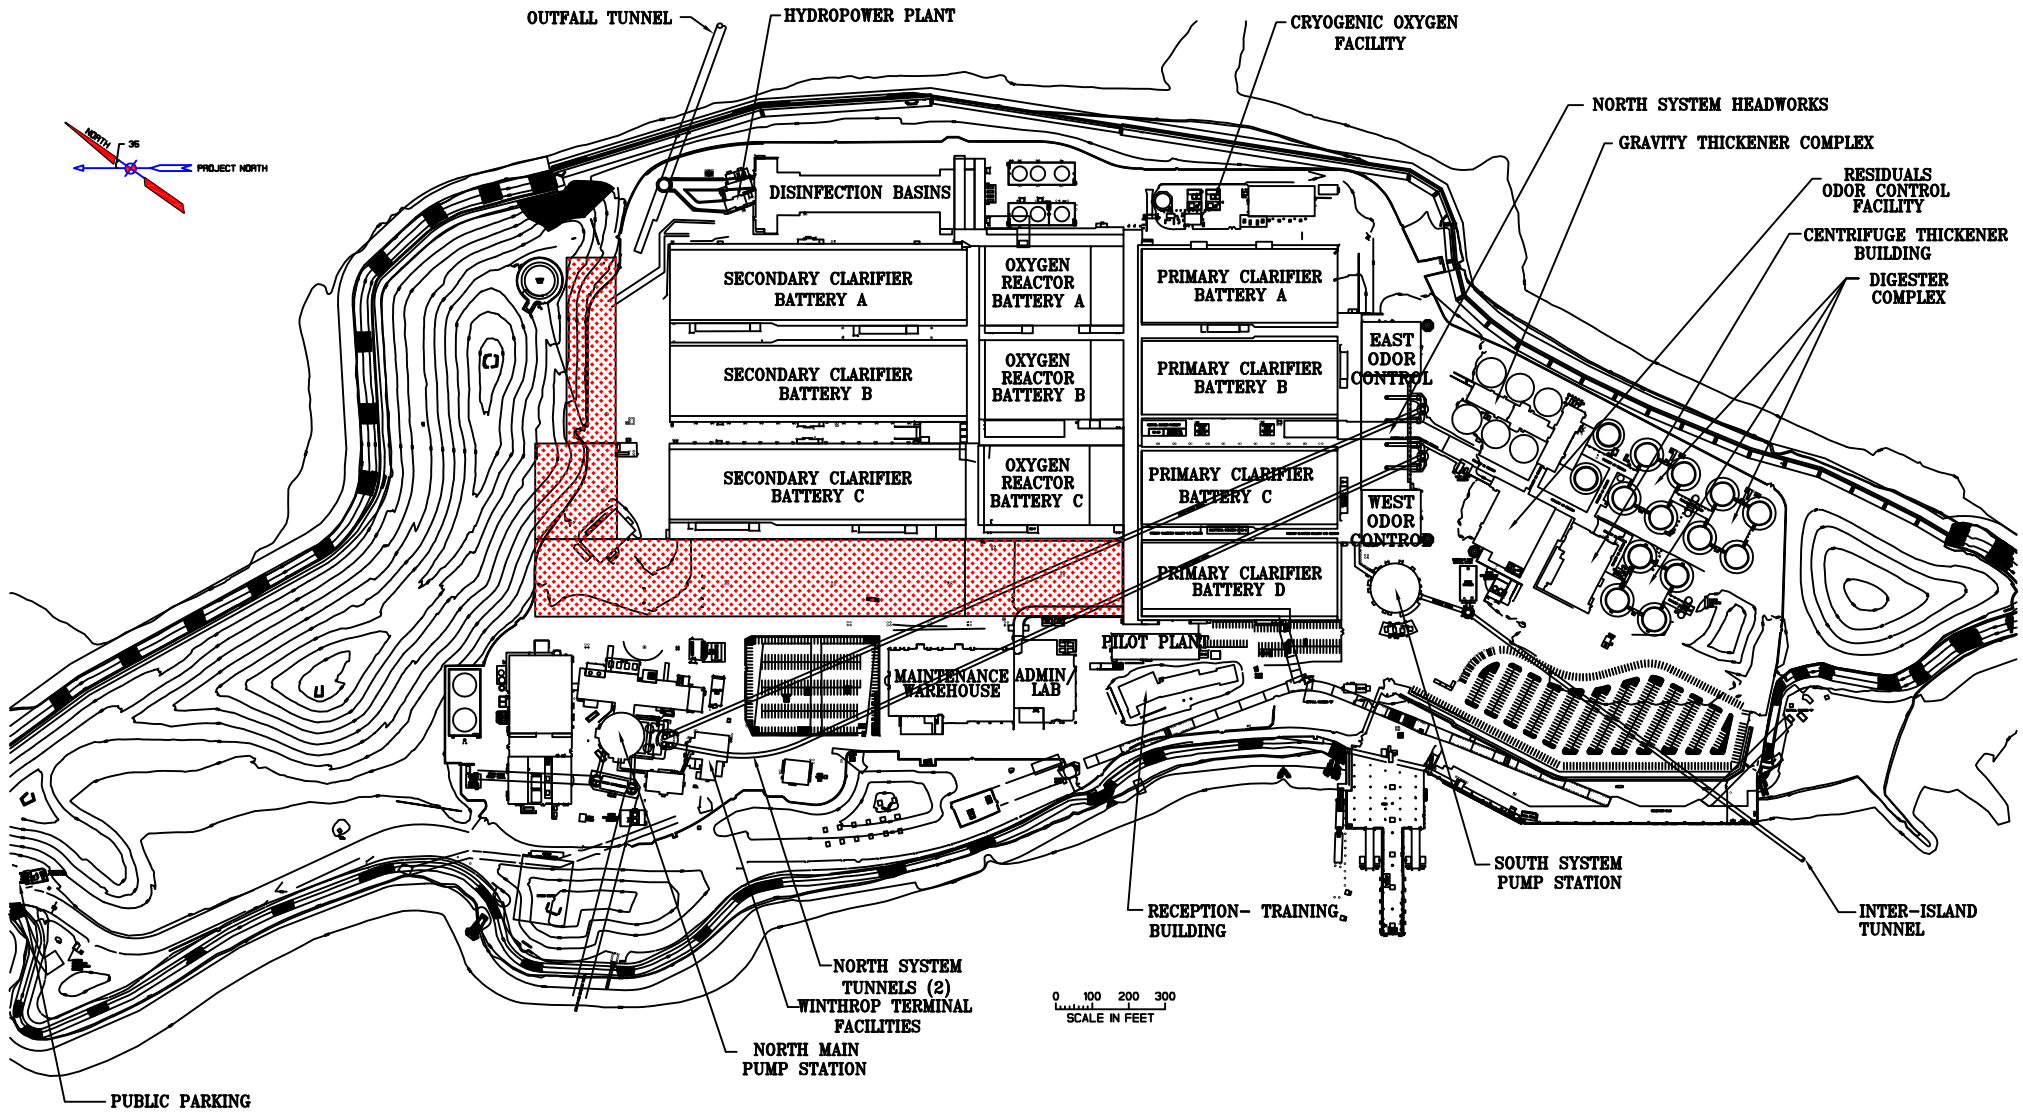 OUTFALL TUNNEL
HYDROPOWER PLANT
CRYOGENIC OXYGEN
FACILITY
NORTH SYSTEM HEADWORKS
GRAVITY THICKENER COMPLEX
RESIDUALS
ODOR CONTROL
FACILITY
CENTRIFUGE THICKENER
BUILDING
DIGESTER
COMPLEX
NORTH
36
PROJECT NORTH
DISINFECTION BASINS
SECONDARY CLARIFIER
BATTERY A
OXYGEN
REACTOR
BATTERY A
PRIMARY CLARIFIER
BATTERY A
EAST
ODOR
CONTROL
SECONDARY CLARIFIER
BATTERY B
OXYGEN
REACTOR
BATTERY B
PRIMARY CLARIFIER
BATTERY B
SECONDARY CLARIFIER
BATTERY C
OXYGEN
REACTOR
BATTERY C
PRIMARY CLARIFIER
BATTERY C
WEST
ODOR
CONTROL
PRIMARY CLARIFIER
BATTERY D
PILOT PLANT
MAINTENANCE
WAREHOUSE
ADMIN/
LAB
SOUTH SYSTEM
PUMP STATION
RECEPTION- TRAINING
BUILDING
INTER-ISLAND
TUNNEL
NORTH SYSTEM
TUNNELS (2)
WINTHROP TERMINAL
FACILITIES
0 100 200 300
SCALE IN FEET
NORTH MAIN
PUMP STATION
PUBLIC PARKING